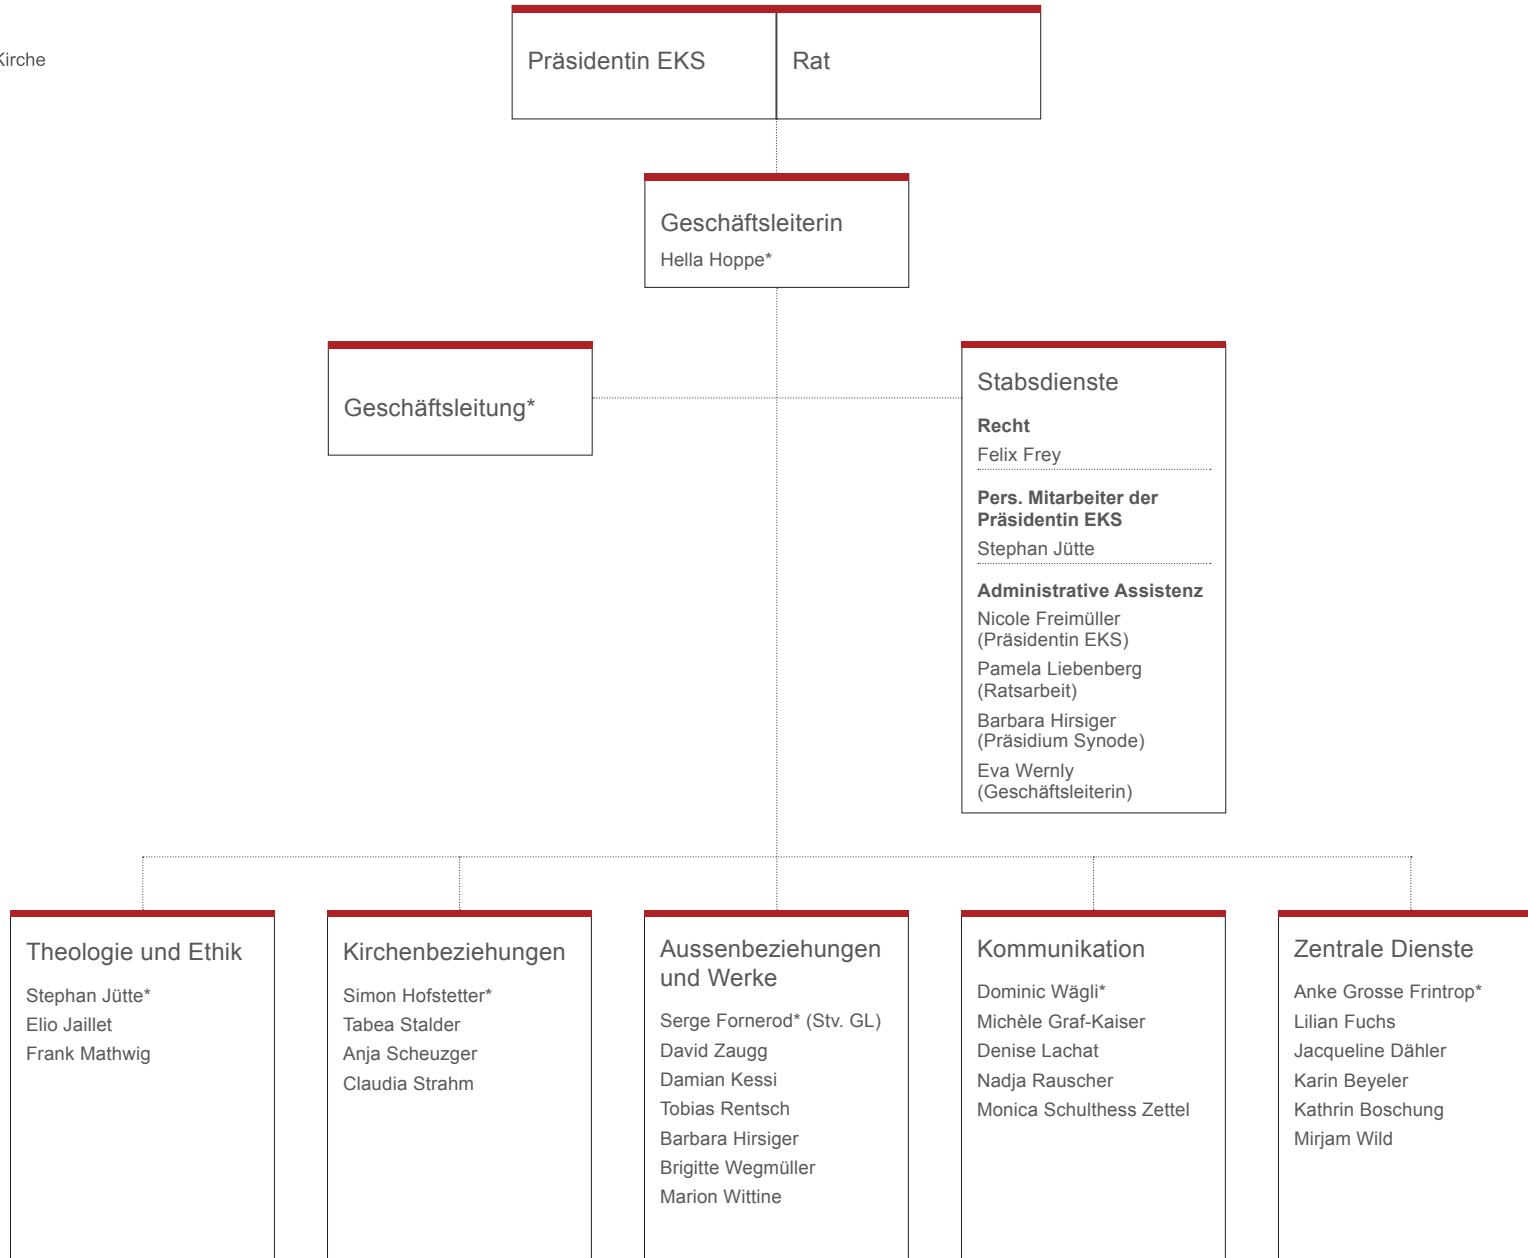 Kirche
Präsidentin EKS
Rat
Geschäftsleiterin
Hella Hoppe*
Geschäftsleitung*
Stabsdienste
Recht
Felix Frey
Pers. Mitarbeiter der
Präsidentin EKS
Stephan Jütte
Administrative Assistenz
Nicole Freimüller
(Präsidentin EKS)
Pamela Liebenberg
(Ratsarbeit)
Barbara Hirsiger
(Präsidium Synode)
Eva Wernly
(Geschäftsleiterin)
Theologie und Ethik
Stephan Jütte*
Elio Jaillet
Frank Mathwig
Kirchenbeziehungen
Simon Hofstetter*
Tabea Stalder
Anja Scheuzger
Claudia Strahm
Aussenbeziehungen
und Werke
Serge Fornerod* (Stv. GL)
David Zaugg
Damian Kessi
Tobias Rentsch
Barbara Hirsiger
Brigitte Wegmüller
Marion Wittine
Kommunikation
Dominic Wägli*
Michèle Graf-Kaiser
Denise Lachat
Nadja Rauscher
Monica Schulthess Zettel
Zentrale Dienste
Anke Grosse Frintrop*
Lilian Fuchs
Jacqueline Dähler
Karin Beyeler
Kathrin Boschung
Mirjam Wild